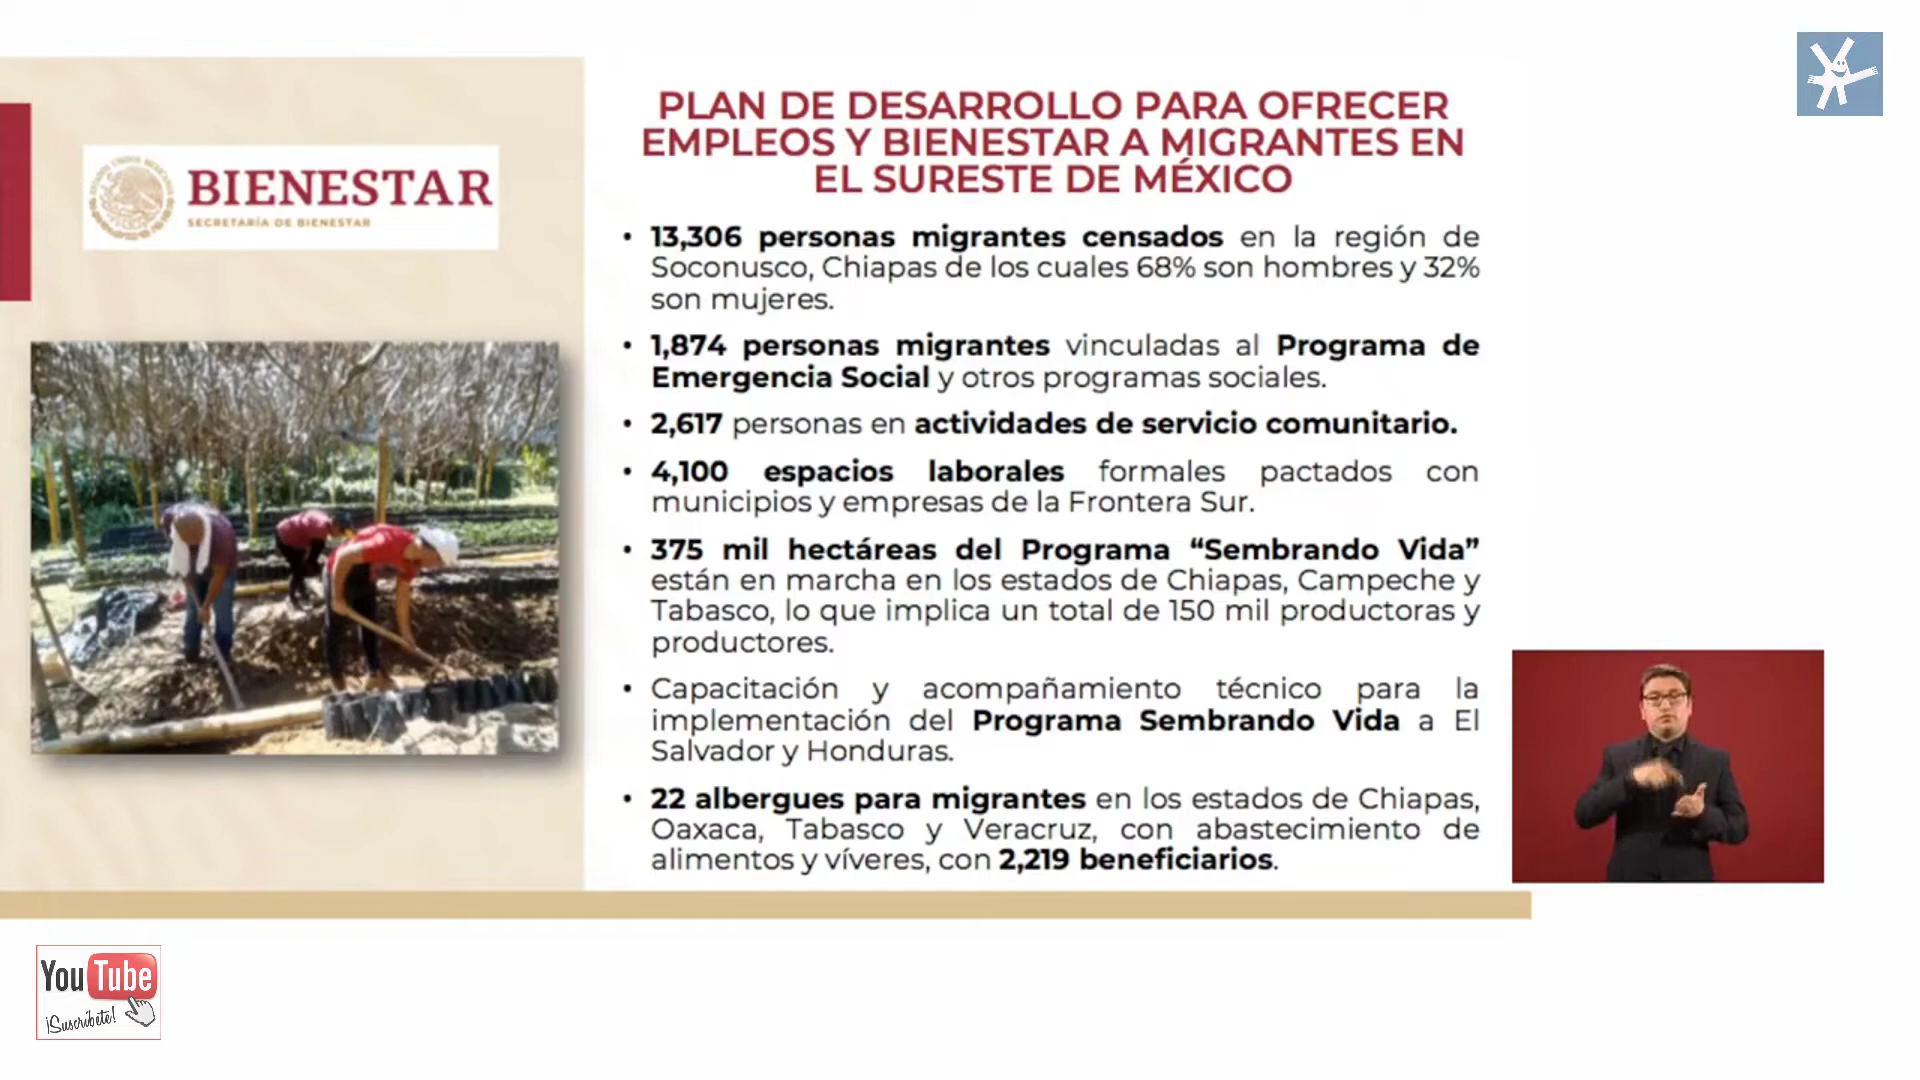 BIENESTAR
SECRETARÍA DE BIENESTAR
PLAN DE DESARROLLO PARA OFRECER
EMPLEOS Y BIENESTAR A MIGRANTES EN
EL SURESTE DE MÉXICO
• 13,306 personas migrantes censados en la región de
Soconusco, Chiapas de los cuales 68% son hombres y 32%
son mujeres.
• 1,874 personas migrantes vinculadas al Programa de
Emergencia Social y otros programas sociales.
• 2,617 personas en actividades de servicio comunitario.
• 4,100 espacios laborales formales pactados con
municipios y empresas de la Frontera Sur.
• 375 mil hectáreas del Programa “Sembrando Vida”
están en marcha en los estados de Chiapas, Campeche y
Tabasco, lo que implica un total de 150 mil productoras y
productores.
• Capacitación y acompañamiento técnico para la
implementación del Programa Sembrando Vida a El
Salvador y Honduras.
• 22 albergues para migrantes en los estados de Chiapas,
Oaxaca, Tabasco y Veracruz, con abastecimiento de
alimentos y víveres, con 2,219 beneficiarios.
YouTube
¡Suscríbete!